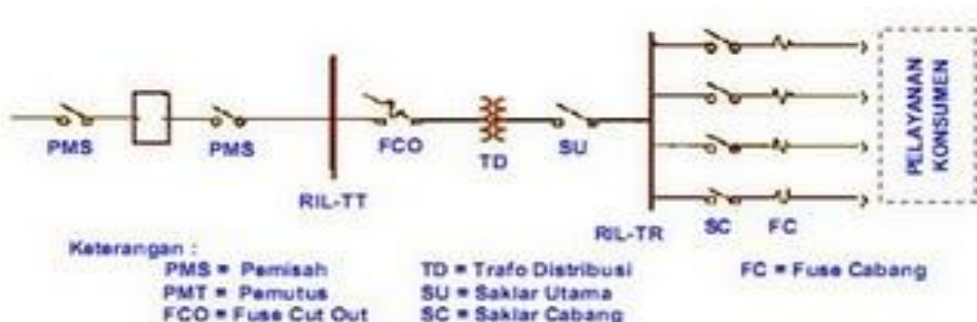 PMS
PMS
RIL-TT
FCO
TD
SU
RIL-TR
SC
FC
PELAYANAN
KONSUMEN
Keterangan :
PMS = Pemisah
PMT = Pemutus
FCO = Fuse Cut Out
TD = Trafo Distribusi
SU = Saklar Utama
SC = Saklar Cabang
FC = Fuse Cabang